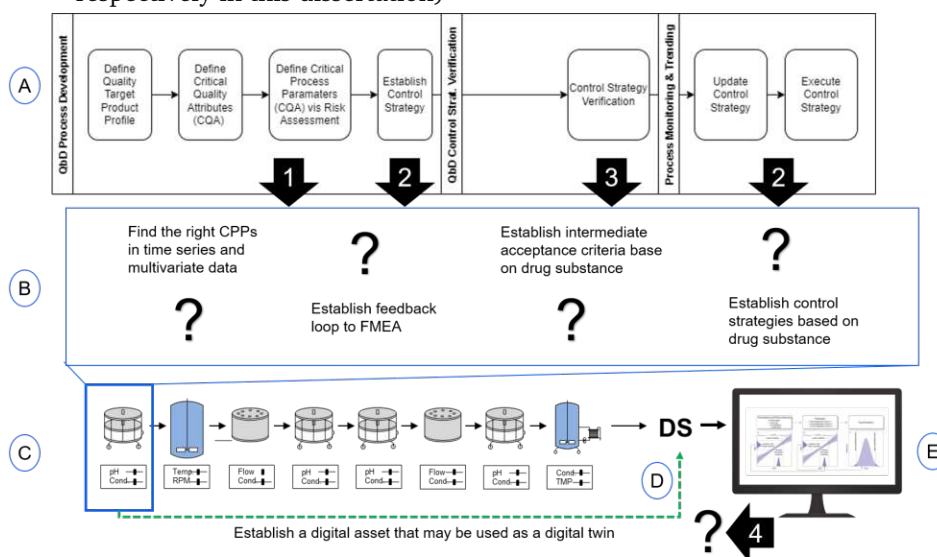 respectively in this dissertation)
A
QbD Process Development
Define
Quality
Target
Product
Profile
Define
Critical
Quality
Attributes
(CQA)
Define Critical
Process
Paramaters
(CQA) vis Risk
Assessment
Establish
Control
Strategy
QbD Control Stra. Verification
Control Strategy
Verification
Process Monitoring & Trending
Update
Control
Strategy
Execute
Control
Strategy
1
2
3
2
B
Find the right CPPs
in time series and
multivariate data
?
?
Establish feedback
loop to FMEA
Establish intermediate
acceptance criteria base
on drug substance
?
?
Establish control
strategies based on
drug substance
C
pH
Cond
Temp
RPM
Flow
Cond
pH
Cond
pH
Cond
Flow
Cond
pH
Cond
Cond
TMP
DS
D
E
Establish a digital asset that may be used as a digital twin
?
4